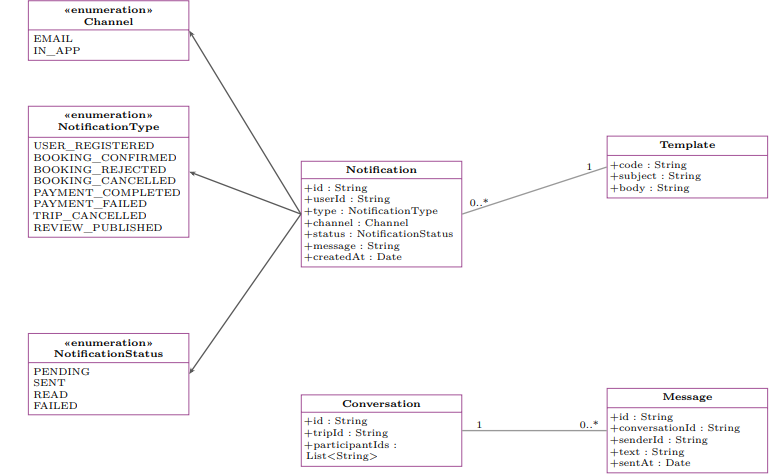 «enumeration»
Channel
EMAIL
IN_APP
«enumeration»
NotificationType
USER_REGISTERED
BOOKING_CONFIRMED
BOOKING_REJECTED
BOOKING_CANCELLED
PAYMENT_COMPLETED
PAYMENT_FAILED
TRIP_CANCELLED
REVIEW_PUBLISHED
«enumeration»
NotificationStatus
PENDING
SENT
READ
FAILED
Notification
+id : String
+userId : String
+type : NotificationType
+channel : Channel
+status : NotificationStatus
+message : String
+createdAt : Date
0..*
1
Template
+code : String
+subject : String
+body : String
Conversation
+id : String
+tripId : String
+participantIds :
List<String>
1
0..*
Message
+id : String
+conversationId : String
+senderId : String
+text : String
+sentAt : Date